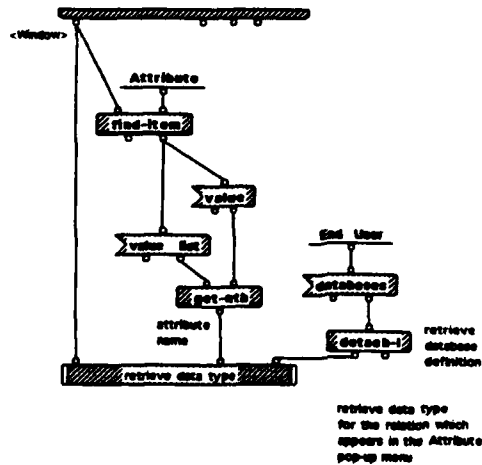 <Window>
Attribute
find-item
value
value list
get-nth
attribute
name
End User
databases
detach-l
retrieve
database
definition
retrieve data type
retrieve data type
for the relation which
appears in the Attribute
pop-up menu